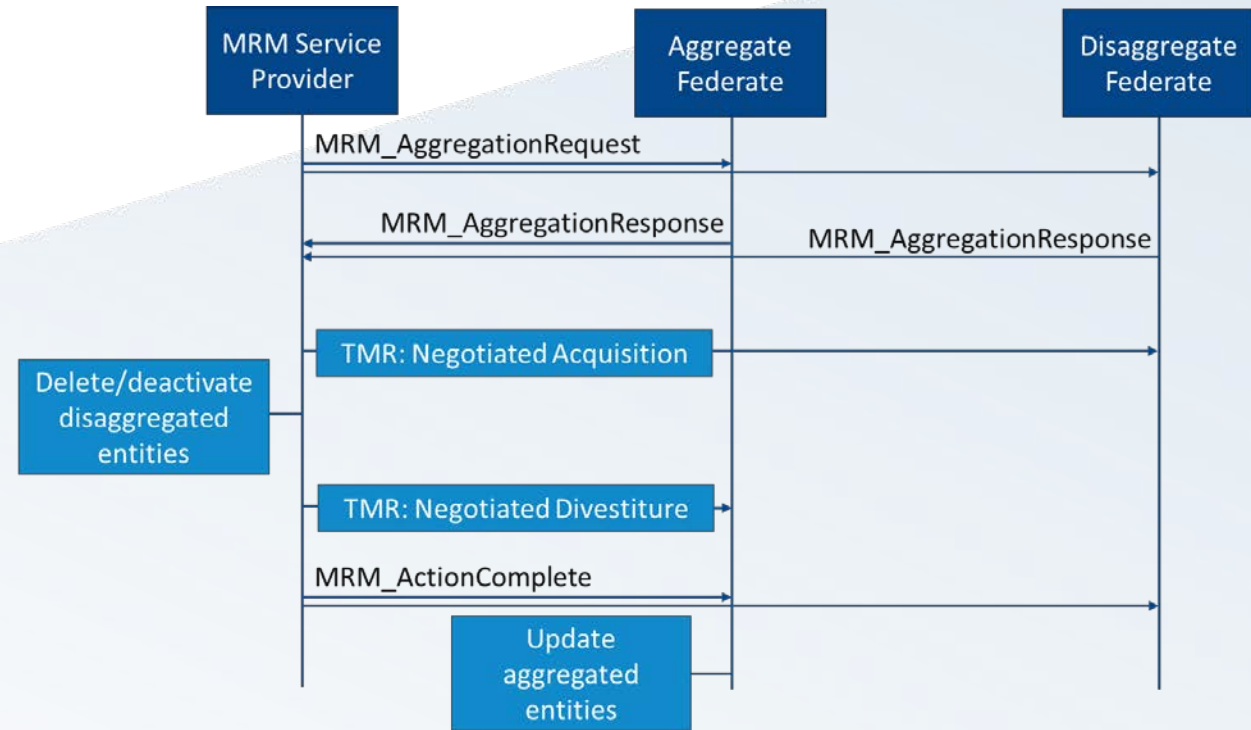 MRM Service
Provider
Aggregate
Federate
Disaggregate
Federate
MRM_AggregationRequest
MRM_AggregationResponse
MRM_AggregationResponse
TMR: Negotiated Acquisition
Delete/deactivate
disaggregated
entities
TMR: Negotiated Divestiture
MRM_ActionComplete
Update
aggregated
entities